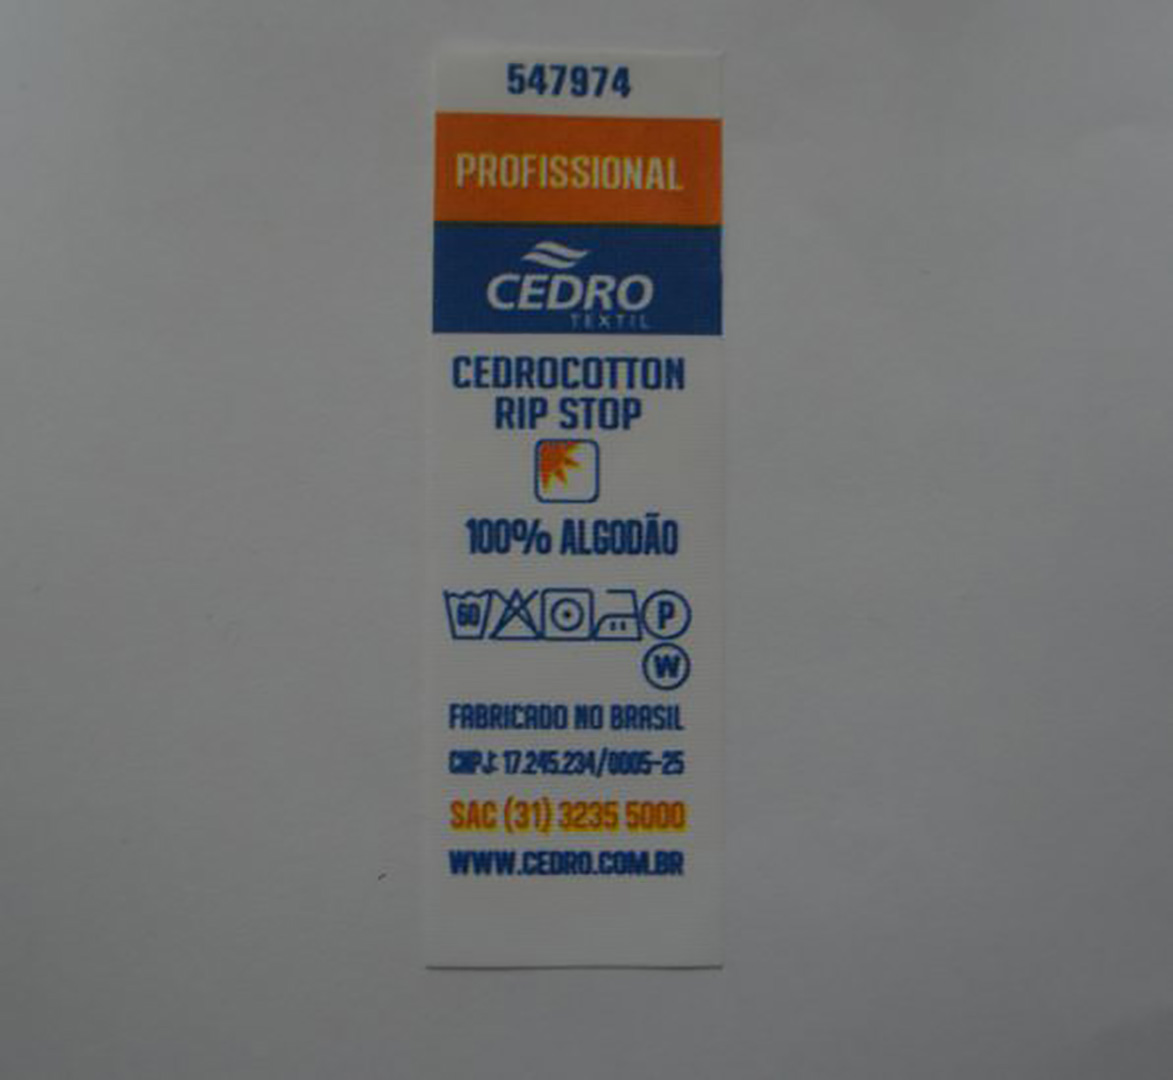 547974
PROFISSIONAL
CEDRO
TEXTIL
CEDROCOTTON
RIP STOP
100% ALGODÃO
60
P
W
FABRICADO NO BRASIL
CNPJ: 17.245.234/0005-25
SAC (31) 3235 5000
WWW.CEDRO.COM.BR